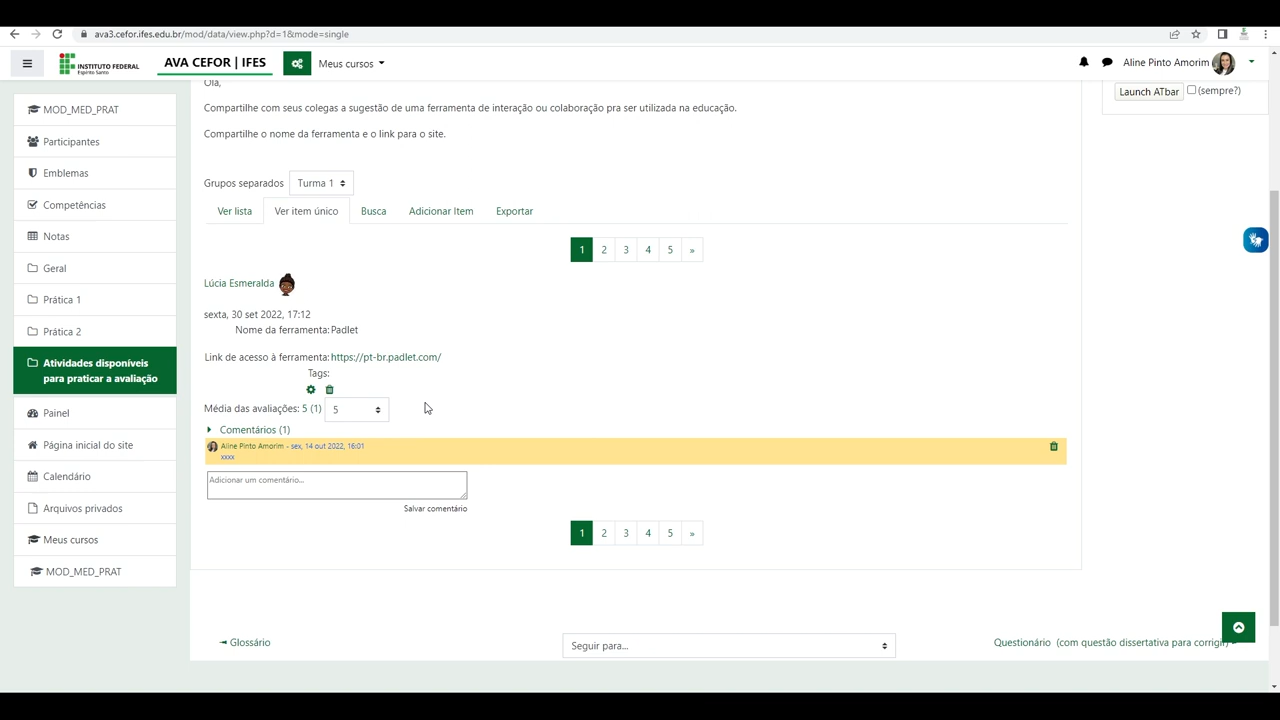 ava3.cefor.ifes.edu.br/mod/data/view.php?d=1&mode=single
INSTITUTO FEDERAL
Espírito Santo
AVA CEFOR | IFES
Meus cursos
Aline Pinto Amorim
MOD_MED_PRAT
Participantes
Emblemas
Competências
Notas
Geral
Prática 1
Prática 2
Atividades disponíveis
para praticar a avaliação
Painel
Página inicial do site
Calendário
Arquivos privados
Meus cursos
MOD_MED_PRAT
Olá,
Compartilhe com seus colegas a sugestão de uma ferramenta de interação ou colaboração pra ser utilizada na educação.
Compartilhe o nome da ferramenta e o link para o site.
Grupos separados Turma 1
Ver lista Ver item único Busca Adicionar Item Exportar
1 2 3 4 5 »
Lúcia Esmeralda
sexta, 30 set 2022, 17:12
Nome da ferramenta: Padlet
Link de acesso à ferramenta: https://pt-br.padlet.com/
Tags:
Média das avaliações: 5 (1) 5
Comentários (1)
Aline Pinto Amorim - sex, 14 out 2022, 16:01
xxxx
Adicionar um comentário...
Salvar comentário
1 2 3 4 5 »
◄ Glossário
Seguir para...
Questionário (com questão dissertativa para corrigir) ►
Launch ATbar (sempre?)